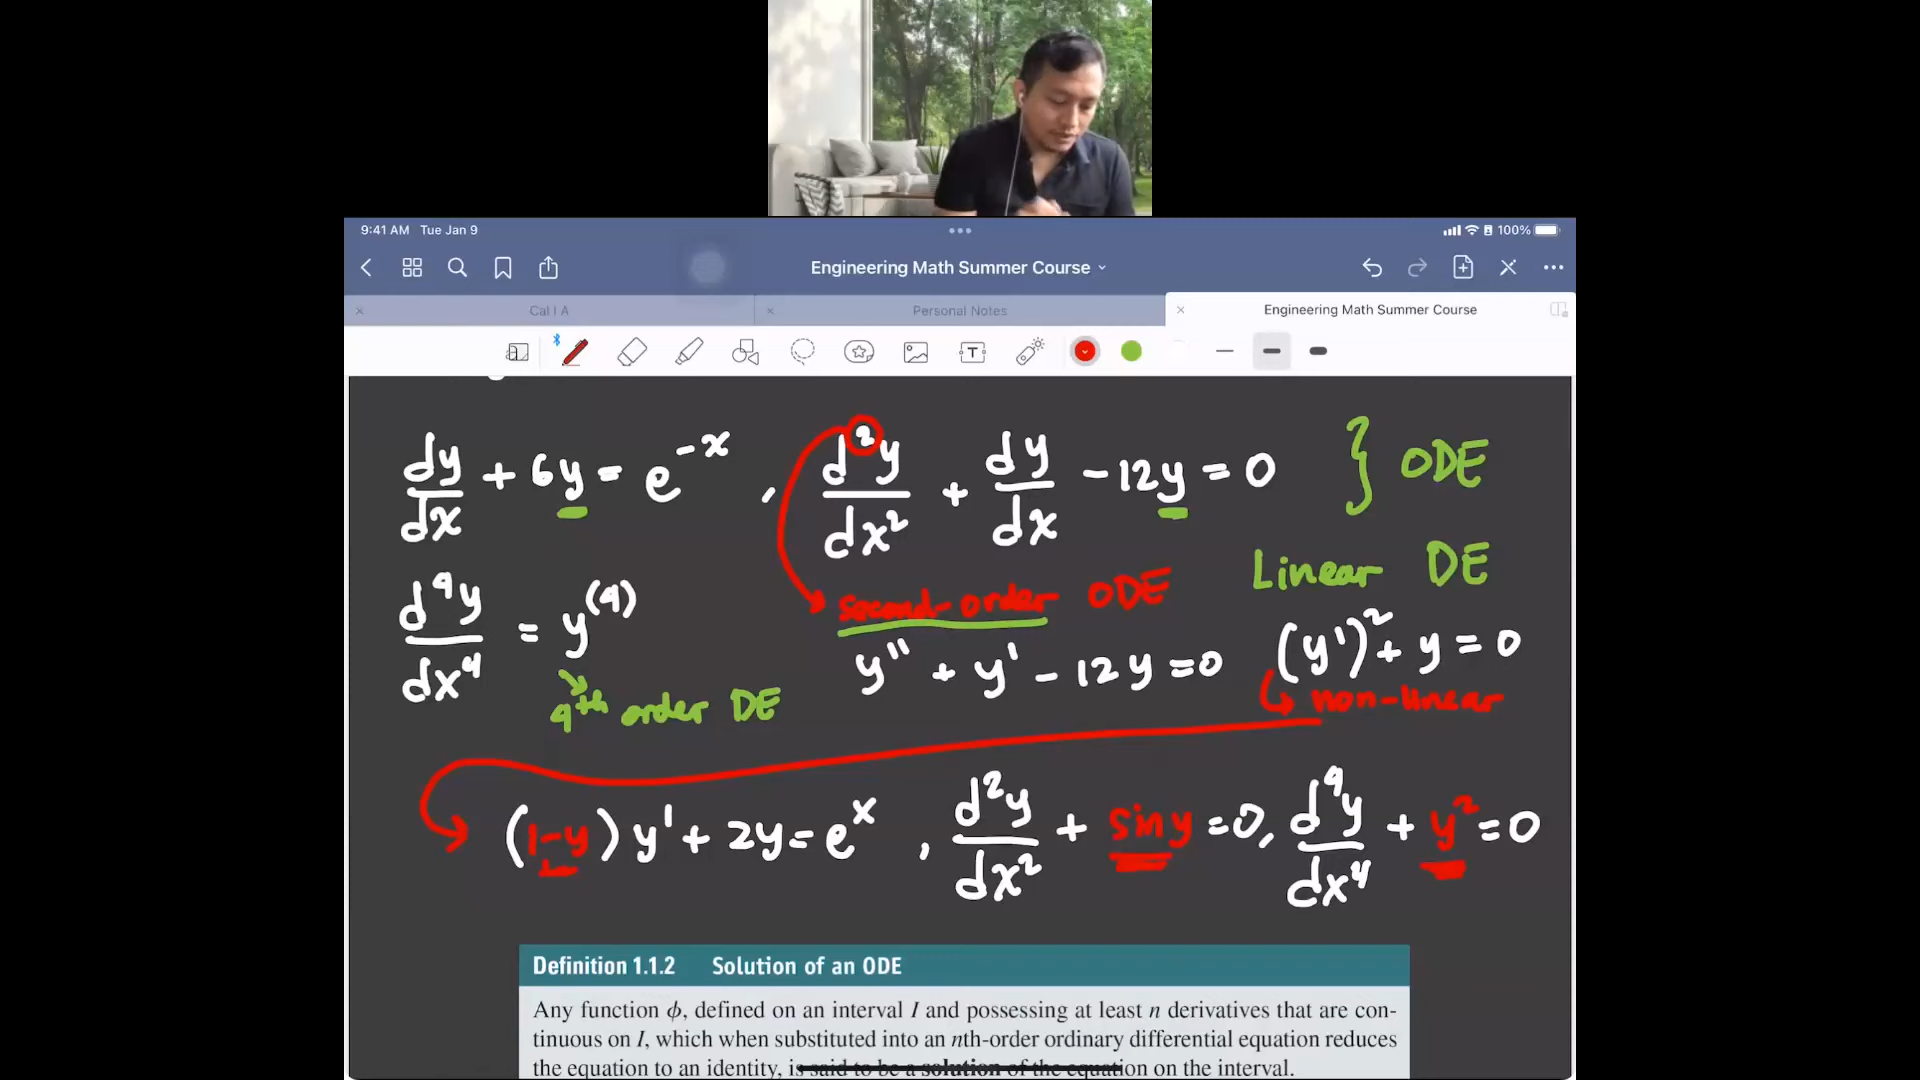 9:41 AM Tue Jan 9
100%
Engineering Math Summer Course
Cal I A
Personal Notes
Engineering Math Summer Course
dy/dx + 6y = e^{-x} , d²y/dx² + dy/dx - 12y = 0 } ODE
Linear DE
d⁴y/dx⁴ = y^{(4)}
second-order ODE
4th order DE
y'' + y' - 12y = 0
(y')² + y = 0
non-linear
(1-y) y' + 2y = e^x , d²y/dx² + sin y = 0, d⁴y/dx⁴ + y² = 0
Definition 1.1.2 Solution of an ODE
Any function ϕ, defined on an interval I and possessing at least n derivatives that are con-
tinuous on I, which when substituted into an nth-order ordinary differential equation reduces
the equation to an identity, is said to be a solution of the equation on the interval.